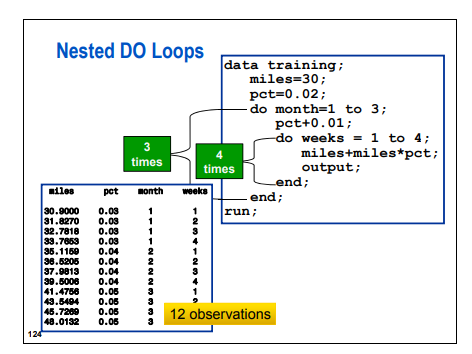 Nested DO Loops
data training;
miles=30;
pct=0.02;
do month=1 to 3;
pct+0.01;
do weeks = 1 to 4;
miles+miles*pct;
output;
end;
end;
run;
3
times
4
times
miles pct month weeks
30.9000 0.03 1 1
31.8270 0.03 1 2
32.7818 0.03 1 3
33.7653 0.03 1 4
35.1159 0.04 2 1
36.5205 0.04 2 2
37.9813 0.04 2 3
39.5006 0.04 2 4
41.4756 0.05 3 1
43.5494 0.05 3 2
45.7269 0.05 3
48.0132 0.05 3
12 observations
124